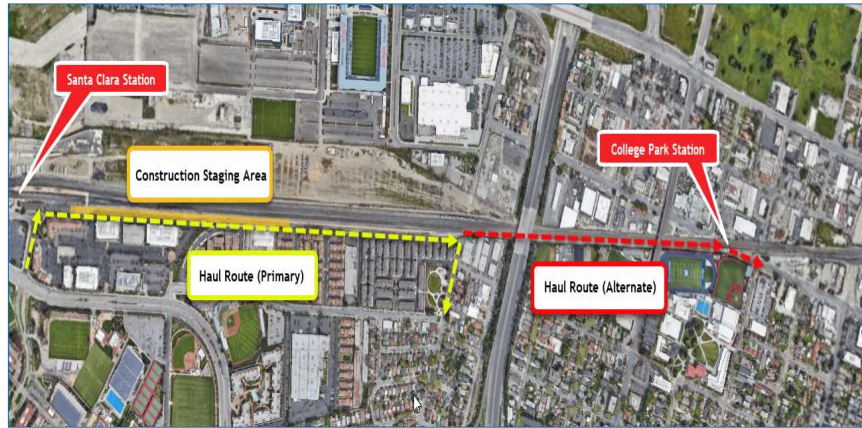 Santa Clara Station
Construction Staging Area
College Park Station
Haul Route (Primary)
Haul Route (Alternate)